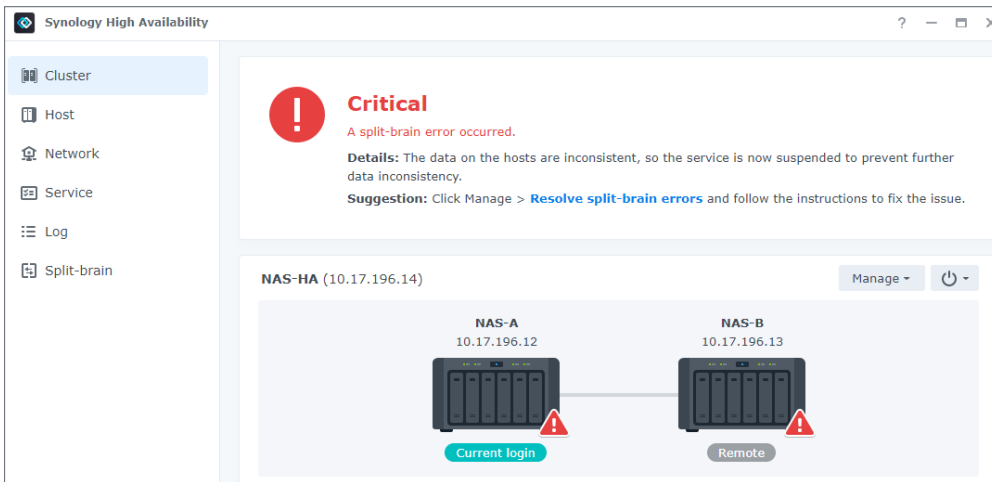 Synology High Availability
?
Cluster
Host
Network
Service
Log
Split-brain
Critical
A split-brain error occurred.
Details: The data on the hosts are inconsistent, so the service is now suspended to prevent further
data inconsistency.
Suggestion: Click Manage > Resolve split-brain errors and follow the instructions to fix the issue.
NAS-HA (10.17.196.14)
Manage
NAS-A
10.17.196.12
NAS-B
10.17.196.13
Current login
Remote